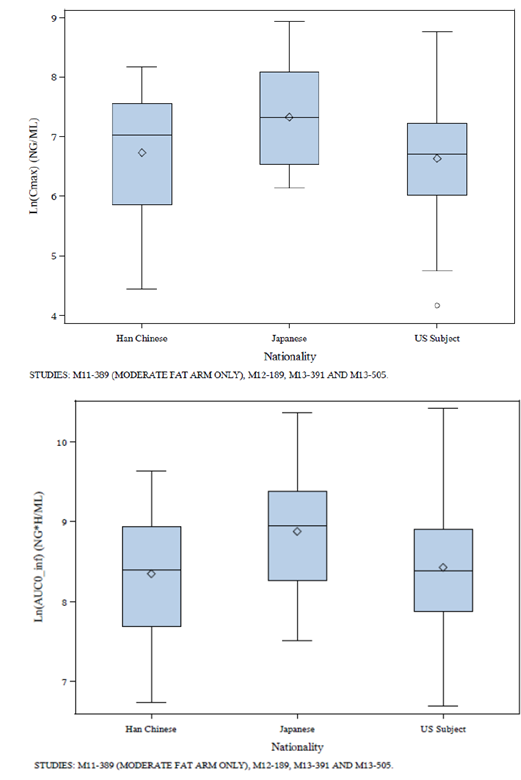 Ln(Cmax) (NG/ML)
9
8
7
6
5
4
Han Chinese Japanese US Subject
Nationality
STUDIES: M11-389 (MODERATE FAT ARM ONLY), M12-189, M13-391 AND M13-505.
Ln(AUC0_inf) (NG*H/ML)
10
9
8
7
Han Chinese Japanese US Subject
Nationality
STUDIES: M11-389 (MODERATE FAT ARM ONLY), M12-189, M13-391 AND M13-505.